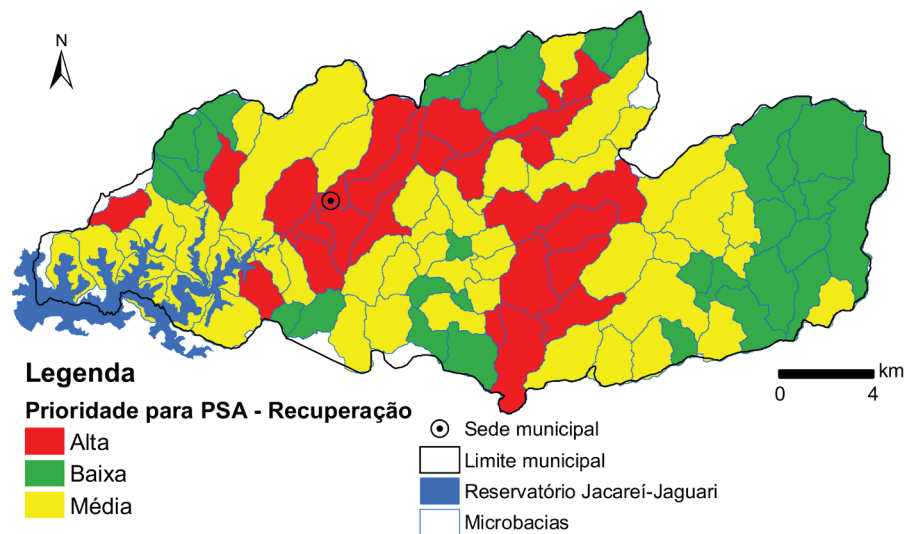 N
Legenda
Prioridade para PSA - Recuperação
Alta
Baixa
Média
Sede municipal
Limite municipal
Reservatório Jacareí-Jaguari
Microbacias
km
0 4